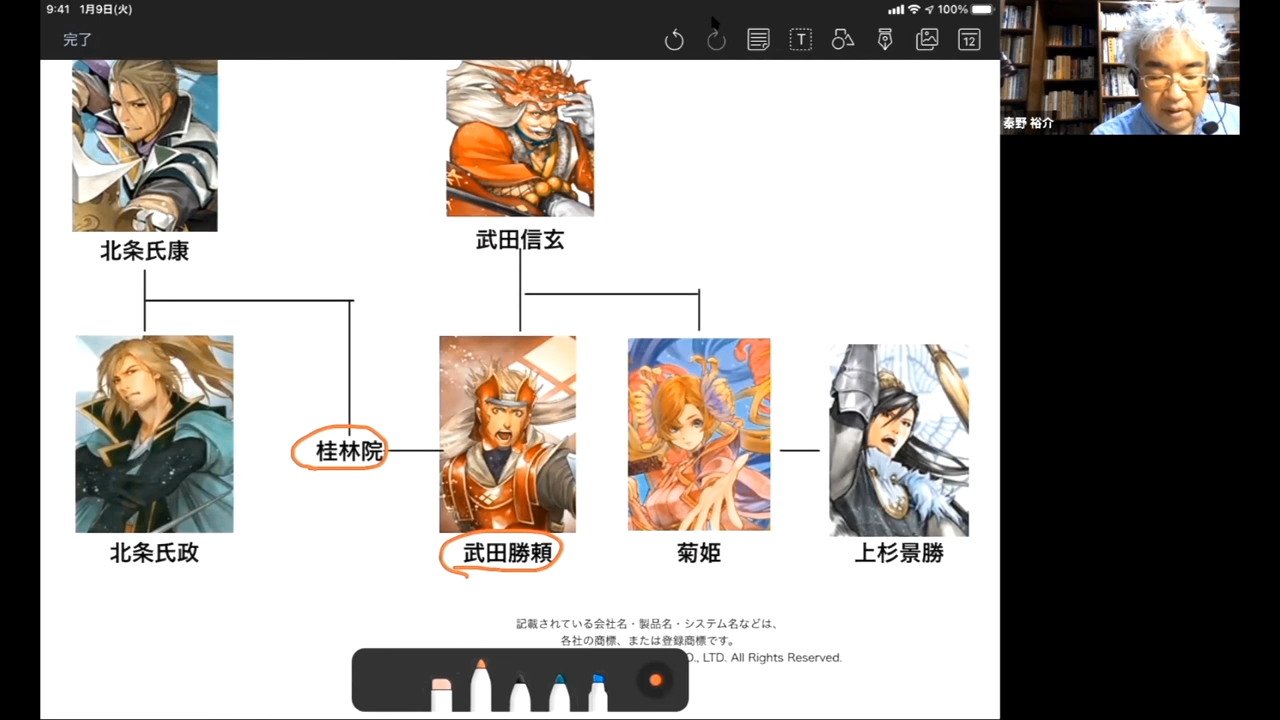 9:41 1月9日(火)
100%
完了
T
12
秦野 裕介
北条氏康
武田信玄
桂林院
北条氏政
武田勝頼
菊姫
上杉景勝
記載されている会社名・製品名・システム名などは、
各社の商標、または登録商標です。
O., LTD. All Rights Reserved.